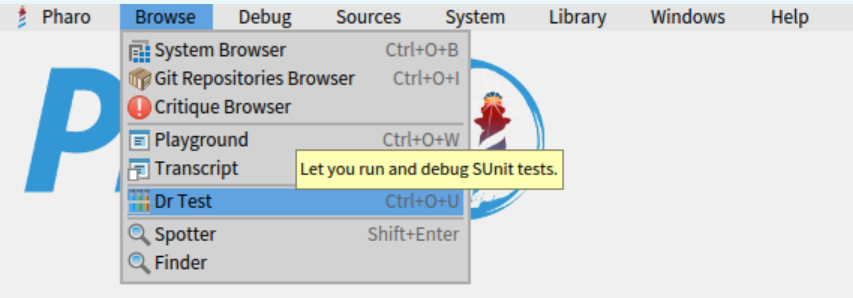 Pharo Browse Debug Sources System Library Windows Help
System Browser Ctrl+O+B
Git Repositories Browser Ctrl+O+I
Critique Browser
Playground Ctrl+O+W
Transcript
Let you run and debug SUnit tests.
Dr Test Ctrl+O+U
Spotter Shift+Enter
Finder